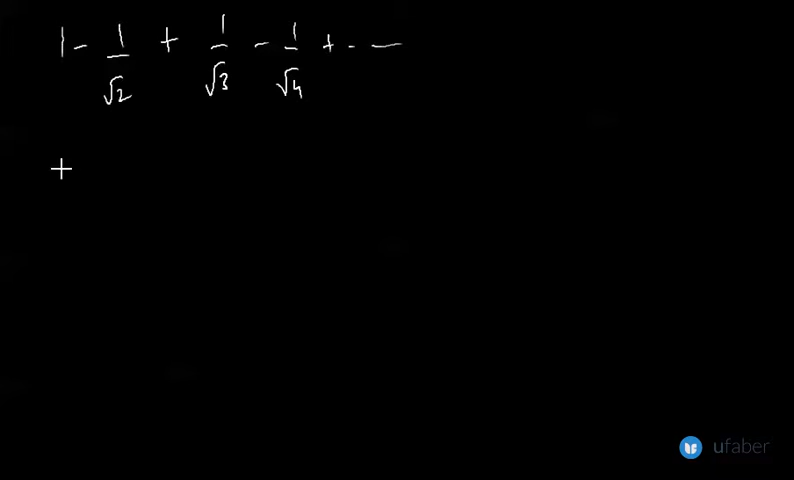 1 - 1/√2 + 1/√3 - 1/√4 + - —
+
ufaber